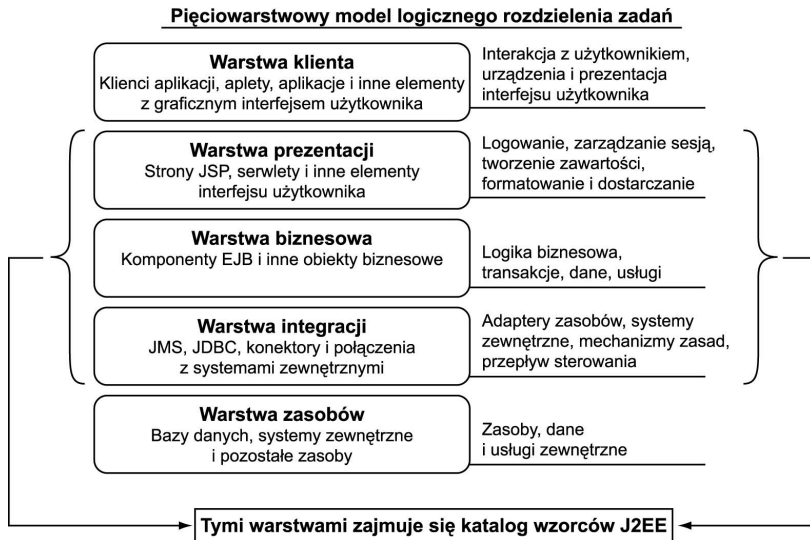 Pięciowarstwowy model logicznego rozdzielenia zadań
Warstwa klienta
Klienci aplikacji, aplety, aplikacje i inne elementy
z graficznym interfejsem użytkownika
Interakcja z użytkownikiem,
urządzenia i prezentacja
interfejsu użytkownika
Warstwa prezentacji
Strony JSP, serwlety i inne elementy
interfejsu użytkownika
Logowanie, zarządzanie sesją,
tworzenie zawartości,
formatowanie i dostarczanie
Warstwa biznesowa
Komponenty EJB i inne obiekty biznesowe
Logika biznesowa,
transakcje, dane, usługi
Warstwa integracji
JMS, JDBC, konektory i połączenia
z systemami zewnętrznymi
Adaptery zasobów, systemy
zewnętrzne, mechanizmy zasad,
przepływ sterowania
Warstwa zasobów
Bazy danych, systemy zewnętrzne
i pozostałe zasoby
Zasoby, dane
i usługi zewnętrzne
Tymi warstwami zajmuje się katalog wzorców J2EE